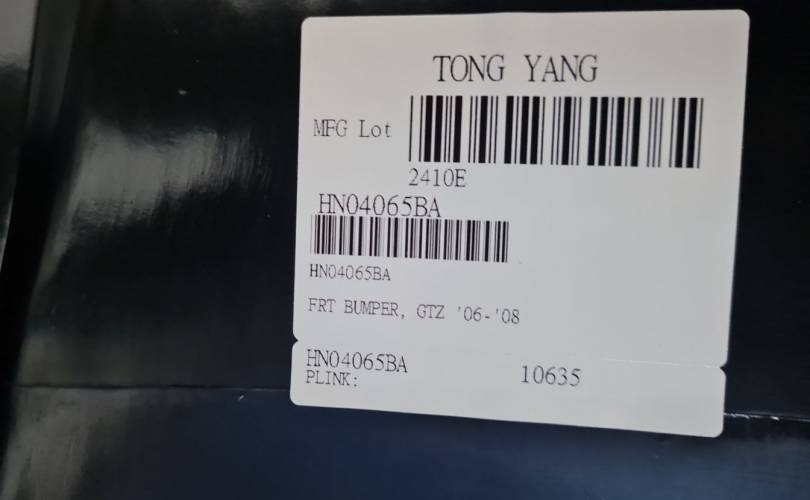 TONG YANG
MFG Lot
2410E
HN04065BA
HN04065BA
FRT BUMPER, GTZ '06-'08
HN04065BA
PLINK: 10635